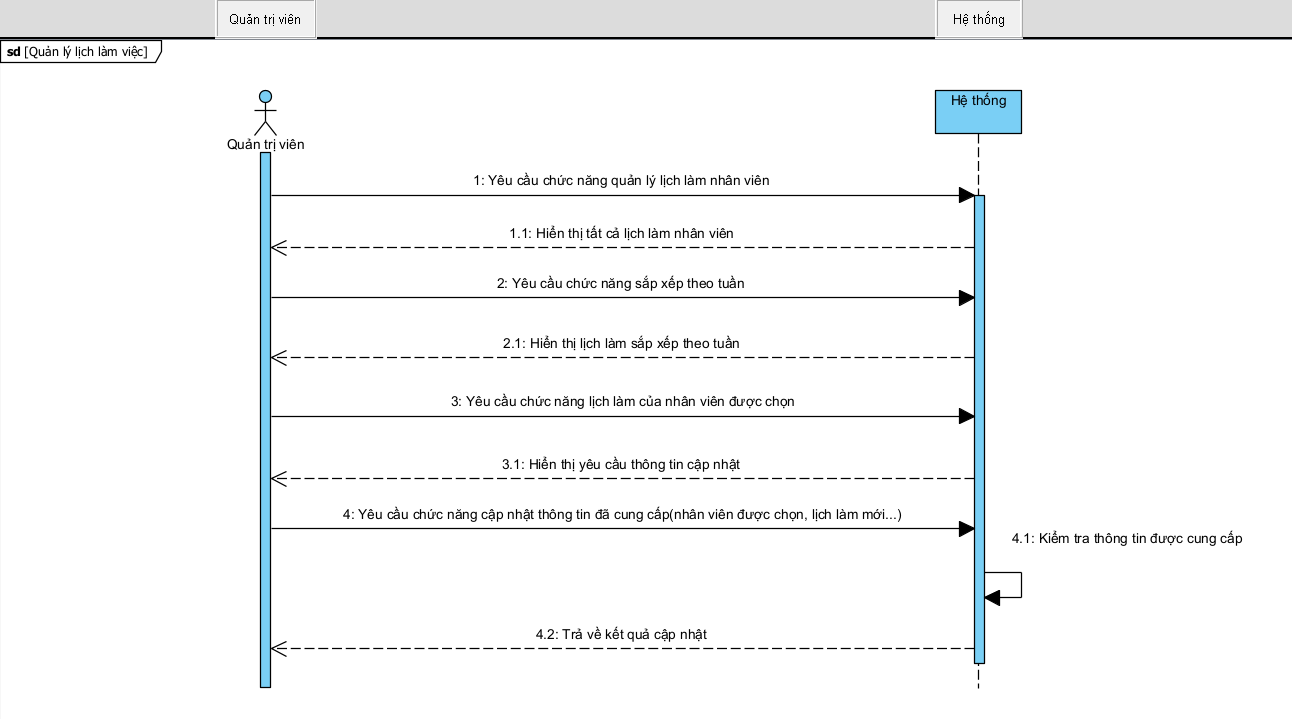 Quản trị viên
Hệ thống
sd [Quản lý lịch làm việc]
Hệ thống
Quản trị viên
1: Yêu cầu chức năng quản lý lịch làm nhân viên
1.1: Hiển thị tất cả lịch làm nhân viên
2: Yêu cầu chức năng sắp xếp theo tuần
2.1: Hiển thị lịch làm sắp xếp theo tuần
3: Yêu cầu chức năng lịch làm của nhân viên được chọn
3.1: Hiển thị yêu cầu thông tin cập nhật
4: Yêu cầu chức năng cập nhật thông tin đã cung cấp(nhân viên được chọn, lịch làm mới...)
4.1: Kiểm tra thông tin được cung cấp
4.2: Trả về kết quả cập nhật